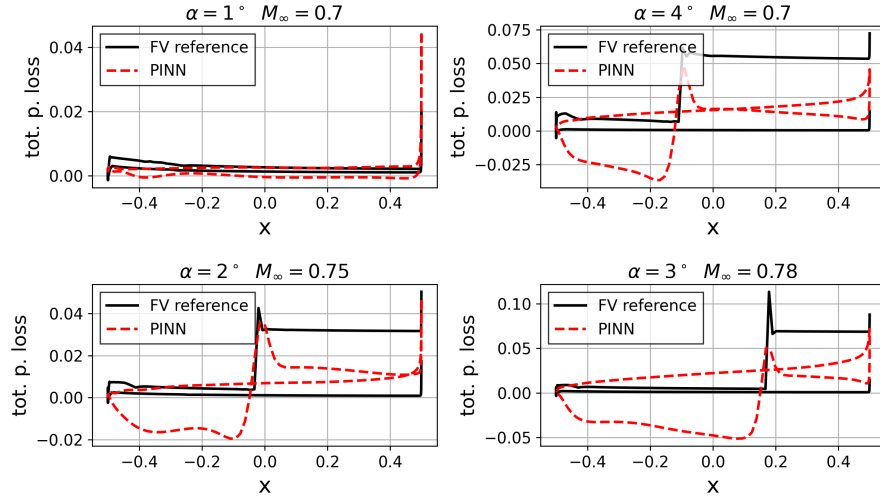 α = 1° M∞ = 0.7
tot. p. loss
0.04
0.02
0.00
FV reference
PINN
−0.4 −0.2 0.0 0.2 0.4
x
α = 4° M∞ = 0.7
tot. p. loss
0.075
0.050
0.025
0.000
−0.025
FV reference
PINN
−0.4 −0.2 0.0 0.2 0.4
x
α = 2° M∞ = 0.75
tot. p. loss
0.04
0.02
0.00
−0.02
FV reference
PINN
−0.4 −0.2 0.0 0.2 0.4
x
α = 3° M∞ = 0.78
tot. p. loss
0.10
0.05
0.00
−0.05
FV reference
PINN
−0.4 −0.2 0.0 0.2 0.4
x